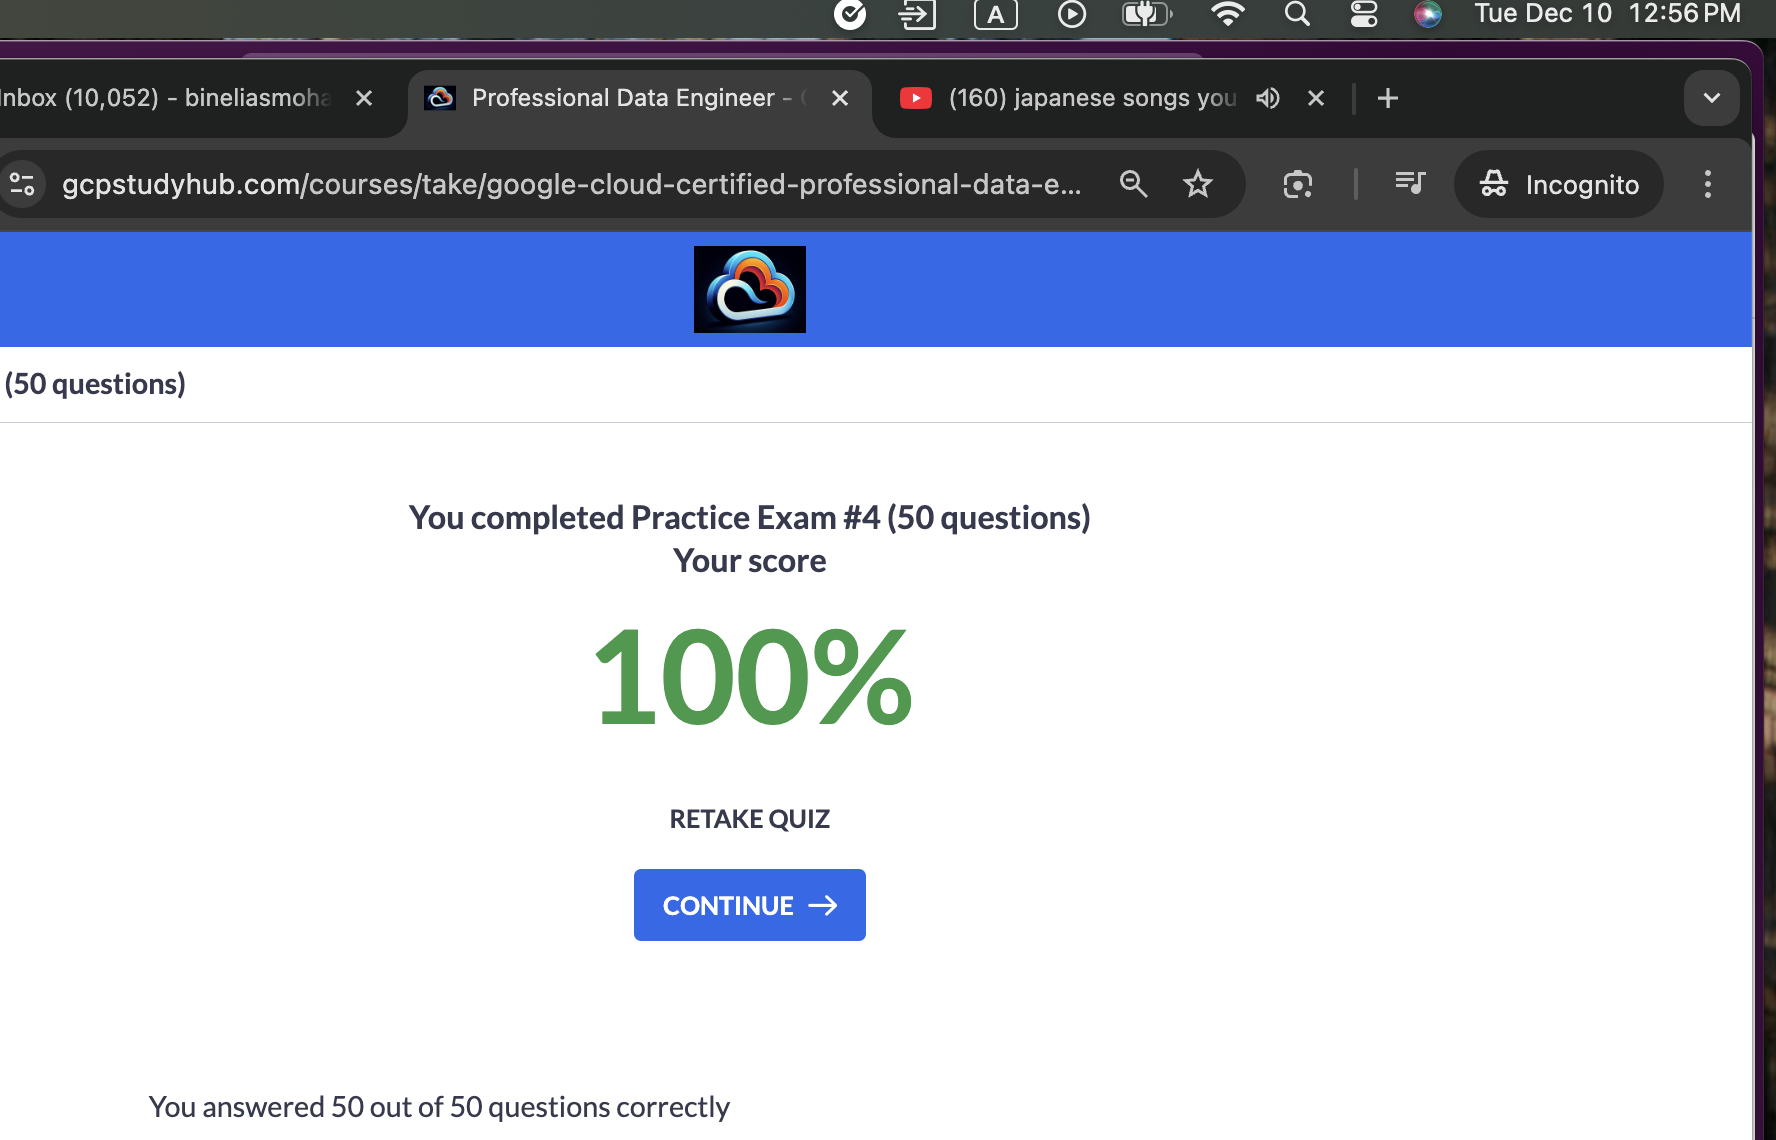 A
Tue Dec 10 12:56 PM
Inbox (10,052) - bineliasmoha
Professional Data Engineer -
(160) japanese songs you
gcpstudyhub.com/courses/take/google-cloud-certified-professional-data-e...
Incognito
(50 questions)
You completed Practice Exam #4 (50 questions)
Your score
100%
RETAKE QUIZ
CONTINUE →
You answered 50 out of 50 questions correctly